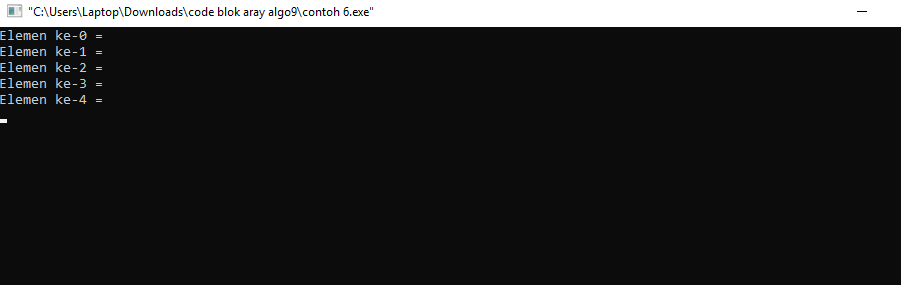 "C:\Users\Laptop\Downloads\code blok aray algo9\contoh 6.exe"
Elemen ke-0 =
Elemen ke-1 =
Elemen ke-2 =
Elemen ke-3 =
Elemen ke-4 =